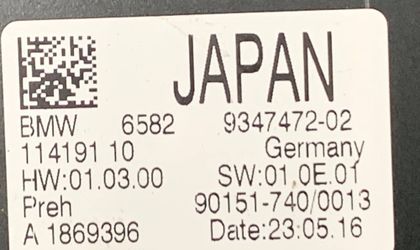 JAPAN
BMW 6582 9347472-02
114191 10 Germany
HW:01.03.00 SW:01.0E.01
Preh 90151-740/0013
A 1869396 Date:23.05.16